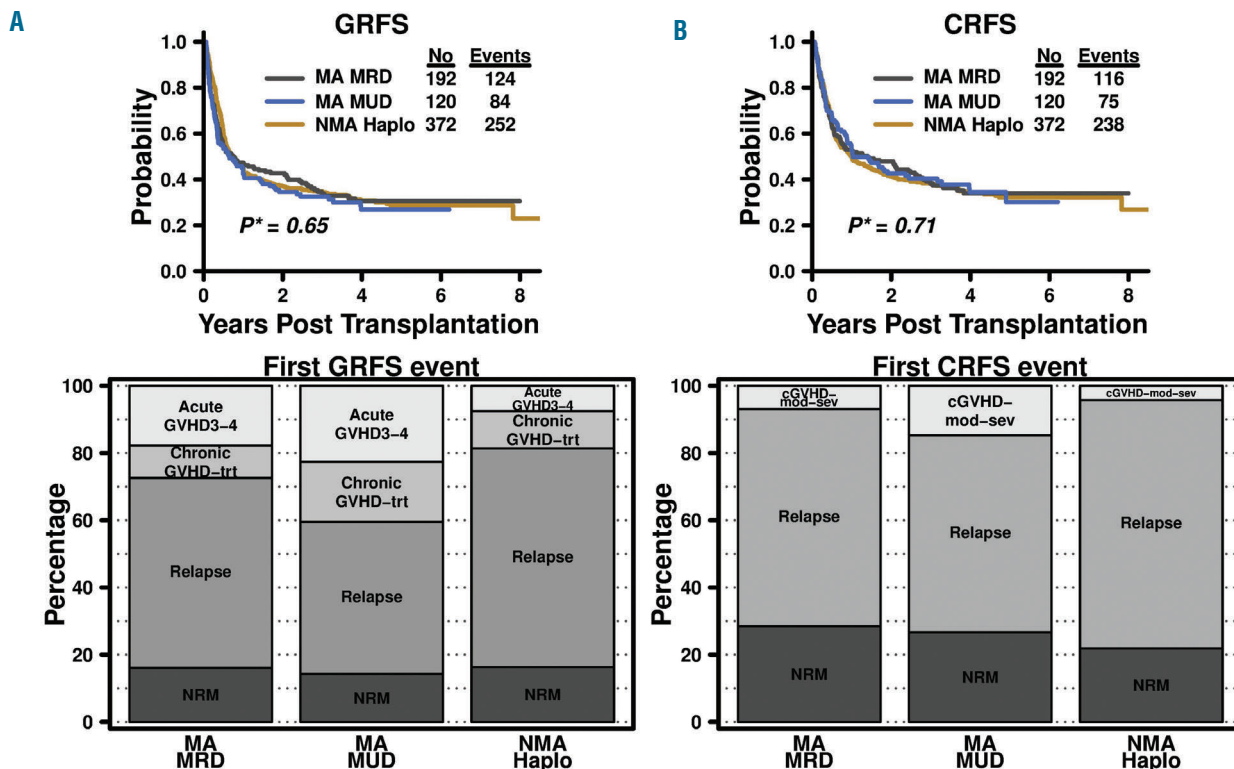 A
GRFS
No Events
MA MRD 192 124
MA MUD 120 84
NMA Haplo 372 252
Probability
1.0
0.8
0.6
0.4
0.2
0.0
P* = 0.65
0 2 4 6 8
Years Post Transplantation
First GRFS event
Percentage
100
80
60
40
20
0
Acute
GVHD3-4
Chronic
GVHD-trt
Relapse
NRM
Acute
GVHD3-4
Chronic
GVHD-trt
Relapse
NRM
Acute
GVHD3-4
Chronic
GVHD-trt
Relapse
NRM
MA
MRD
MA
MUD
NMA
Haplo
B
CRFS
No Events
MA MRD 192 116
MA MUD 120 75
NMA Haplo 372 238
Probability
1.0
0.8
0.6
0.4
0.2
0.0
P* = 0.71
0 2 4 6 8
Years Post Transplantation
First CRFS event
Percentage
100
80
60
40
20
0
cGVHD-
mod-sev
Relapse
NRM
cGVHD-
mod-sev
Relapse
NRM
cGVHD-mod-sev
Relapse
NRM
MA
MRD
MA
MUD
NMA
Haplo